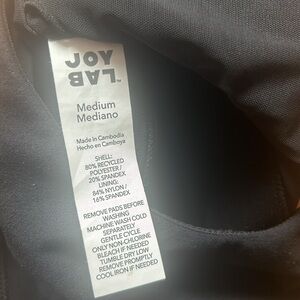 JOY
LAB™
Medium
Mediano
Made in Cambodia
Hecho en Camboya
SHELL:
80% RECYCLED
POLYESTER /
20% SPANDEX
LINING:
84% NYLON /
16% SPANDEX
REMOVE PADS BEFORE
WASHING
MACHINE WASH COLD
SEPARATELY
GENTLE CYCLE
ONLY NON-CHLORINE
BLEACH IF NEEDED
TUMBLE DRY LOW
REMOVE PROMPTLY
COOL IRON IF NEEDED